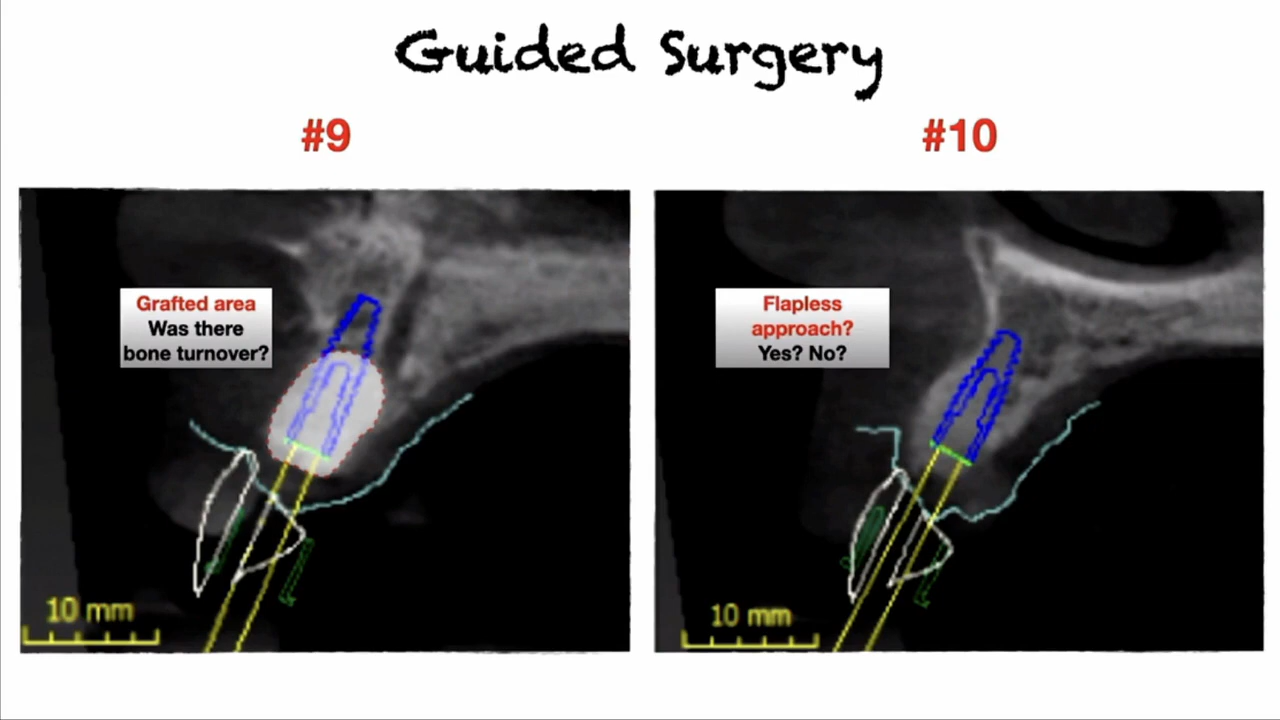 Guided Surgery
#9
#10
Grafted area
Was there
bone turnover?
Flapless
approach?
Yes? No?
10 mm
10 mm